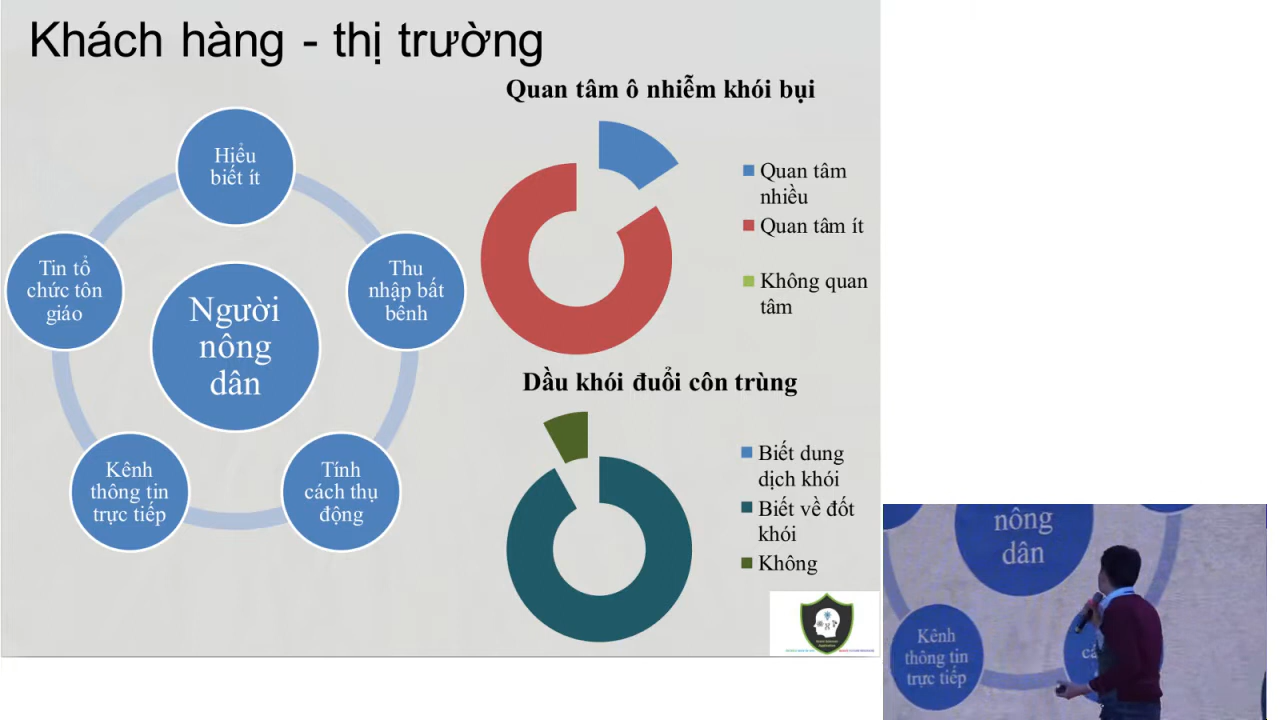 Khách hàng - thị trường
Hiểu
biết ít
Thu
nhập bất
bênh
Tính
cách thụ
động
Kênh
thông tin
trực tiếp
Tin tổ
chức tôn
giáo
Người
nông
dân
Quan tâm ô nhiễm khói bụi
Quan tâm
nhiều
Quan tâm ít
Không quan
tâm
Dầu khói đuổi côn trùng
Biết dung
dịch khói
Biết về đốt
khói
Không
nông
dân
Kênh
thông tin
trực tiếp